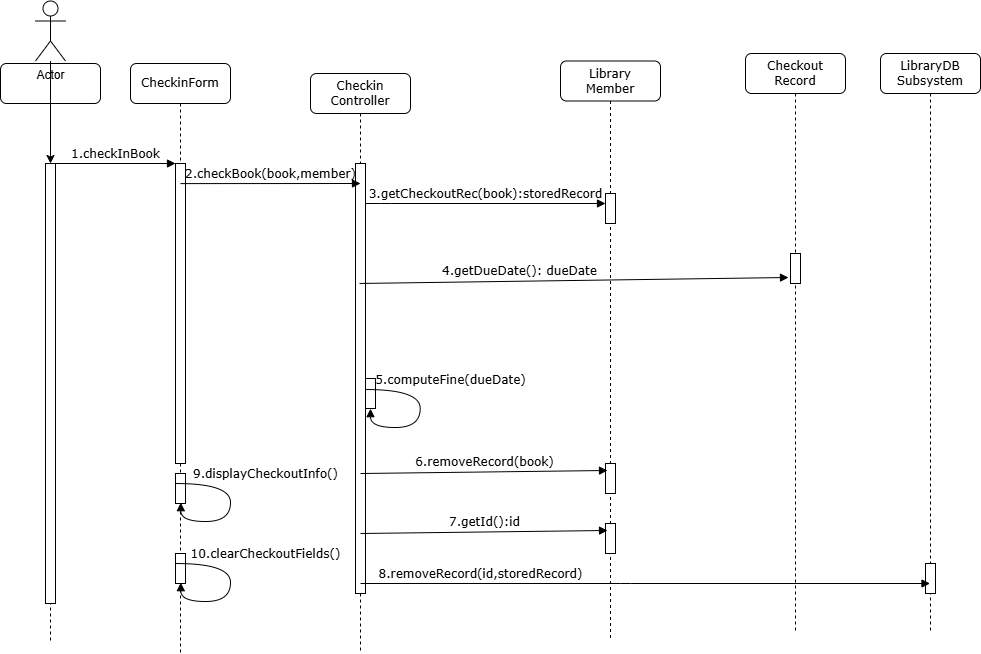 Actor
CheckinForm
Checkin
Controller
Library
Member
Checkout
Record
LibraryDB
Subsystem
1.checkInBook
2.checkBook(book,member)
3.getCheckoutRec(book):storedRecord
4.getDueDate(): dueDate
5.computeFine(dueDate)
6.removeRecord(book)
9.displayCheckoutInfo()
7.getId():id
10.clearCheckoutFields()
8.removeRecord(id,storedRecord)